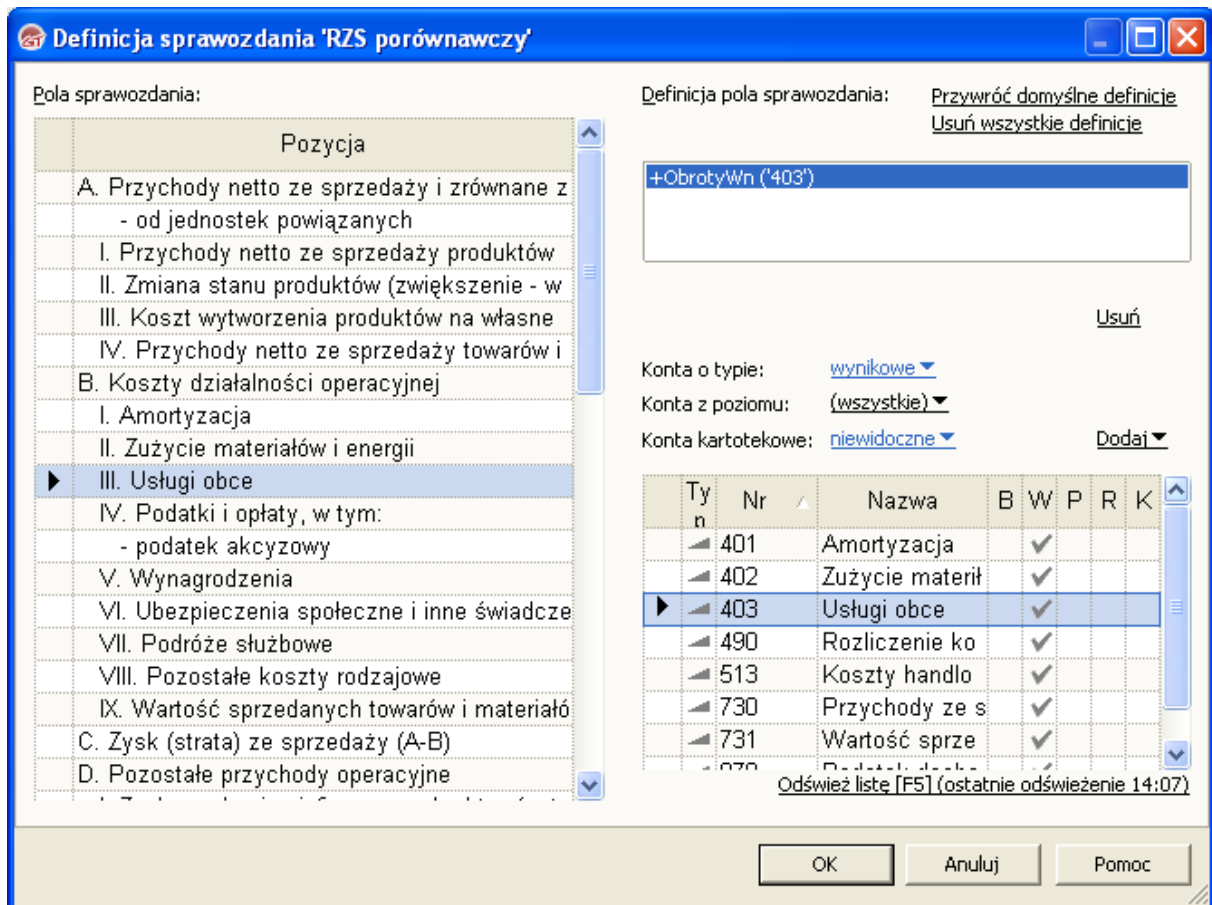 Definicja sprawozdania 'RZS porównawczy'
Pola sprawozdania:
Pozycja
A. Przychody netto ze sprzedaży i zrównane z
- od jednostek powiązanych
I. Przychody netto ze sprzedaży produktów
II. Zmiana stanu produktów (zwiększenie - w
III. Koszt wytworzenia produktów na własne
IV. Przychody netto ze sprzedaży towarów i
B. Koszty działalności operacyjnej
I. Amortyzacja
II. Zużycie materiałów i energii
III. Usługi obce
IV. Podatki i opłaty, w tym:
- podatek akcyzowy
V. Wynagrodzenia
VI. Ubezpieczenia społeczne i inne świadcze
VII. Podróże służbowe
VIII. Pozostałe koszty rodzajowe
IX. Wartość sprzedanych towarów i materiałó
C. Zysk (strata) ze sprzedaży (A-B)
D. Pozostałe przychody operacyjne
Definicja pola sprawozdania:
Przywróć domyślne definicje
Usuń wszystkie definicje
+ObrotyWn ('403')
Usuń
Konta o typie: wynikowe
Konta z poziomu: (wszystkie)
Konta kartotekowe: niewidoczne Dodaj
Typ Nr Nazwa B W P R K
401 Amortyzacja
402 Zużycie materił
403 Usługi obce
490 Rozliczenie ko
513 Koszty handlo
730 Przychody ze s
731 Wartość sprze
Odśwież listę [F5] (ostatnie odświeżenie 14:07)
OK Anuluj Pomoc